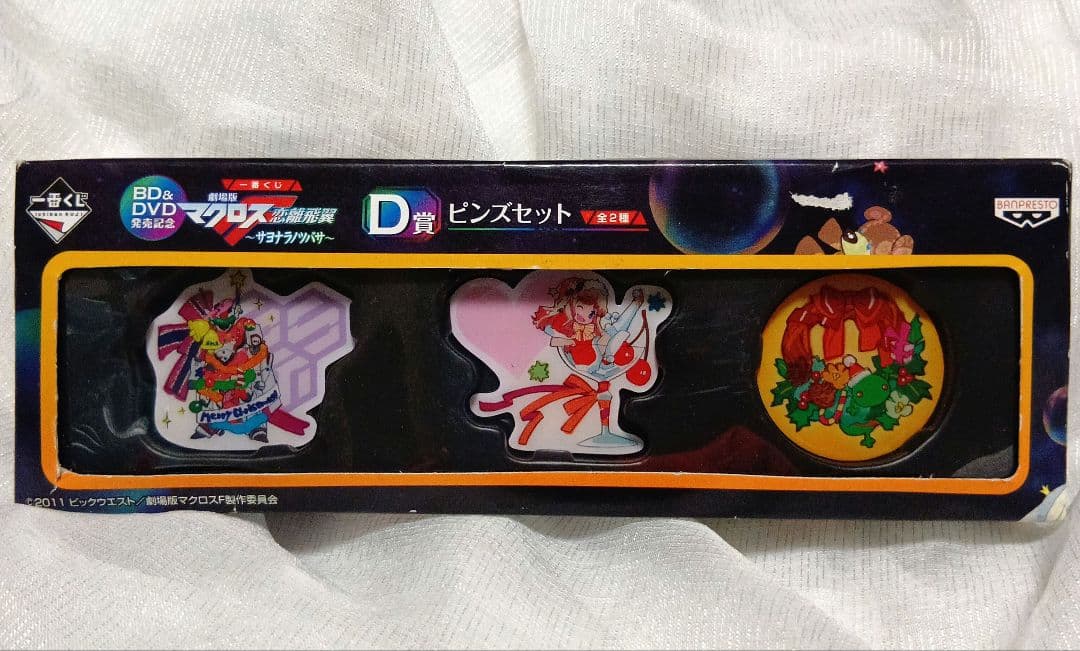 一番くじ
ICHIBAN KUJI
BD&
DVD
発売記念
一番くじ
劇場版
マクロスF
恋離飛翼
~サヨナラノツバサ~
D賞 ピンズセット 全2種
BANPRESTO
Merry Christmas
©2011 ビックウエスト/劇場版マクロスF製作委員会